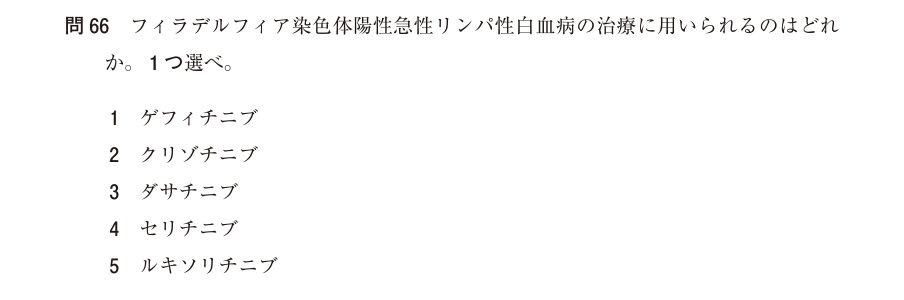 問 66　フィラデルフィア染色体陽性急性リンパ性白血病の治療に用いられるのはどれ
か。１つ選べ。
1　ゲフィチニブ
2　クリゾチニブ
3　ダサチニブ
4　セリチニブ
5　ルキソリチニブ